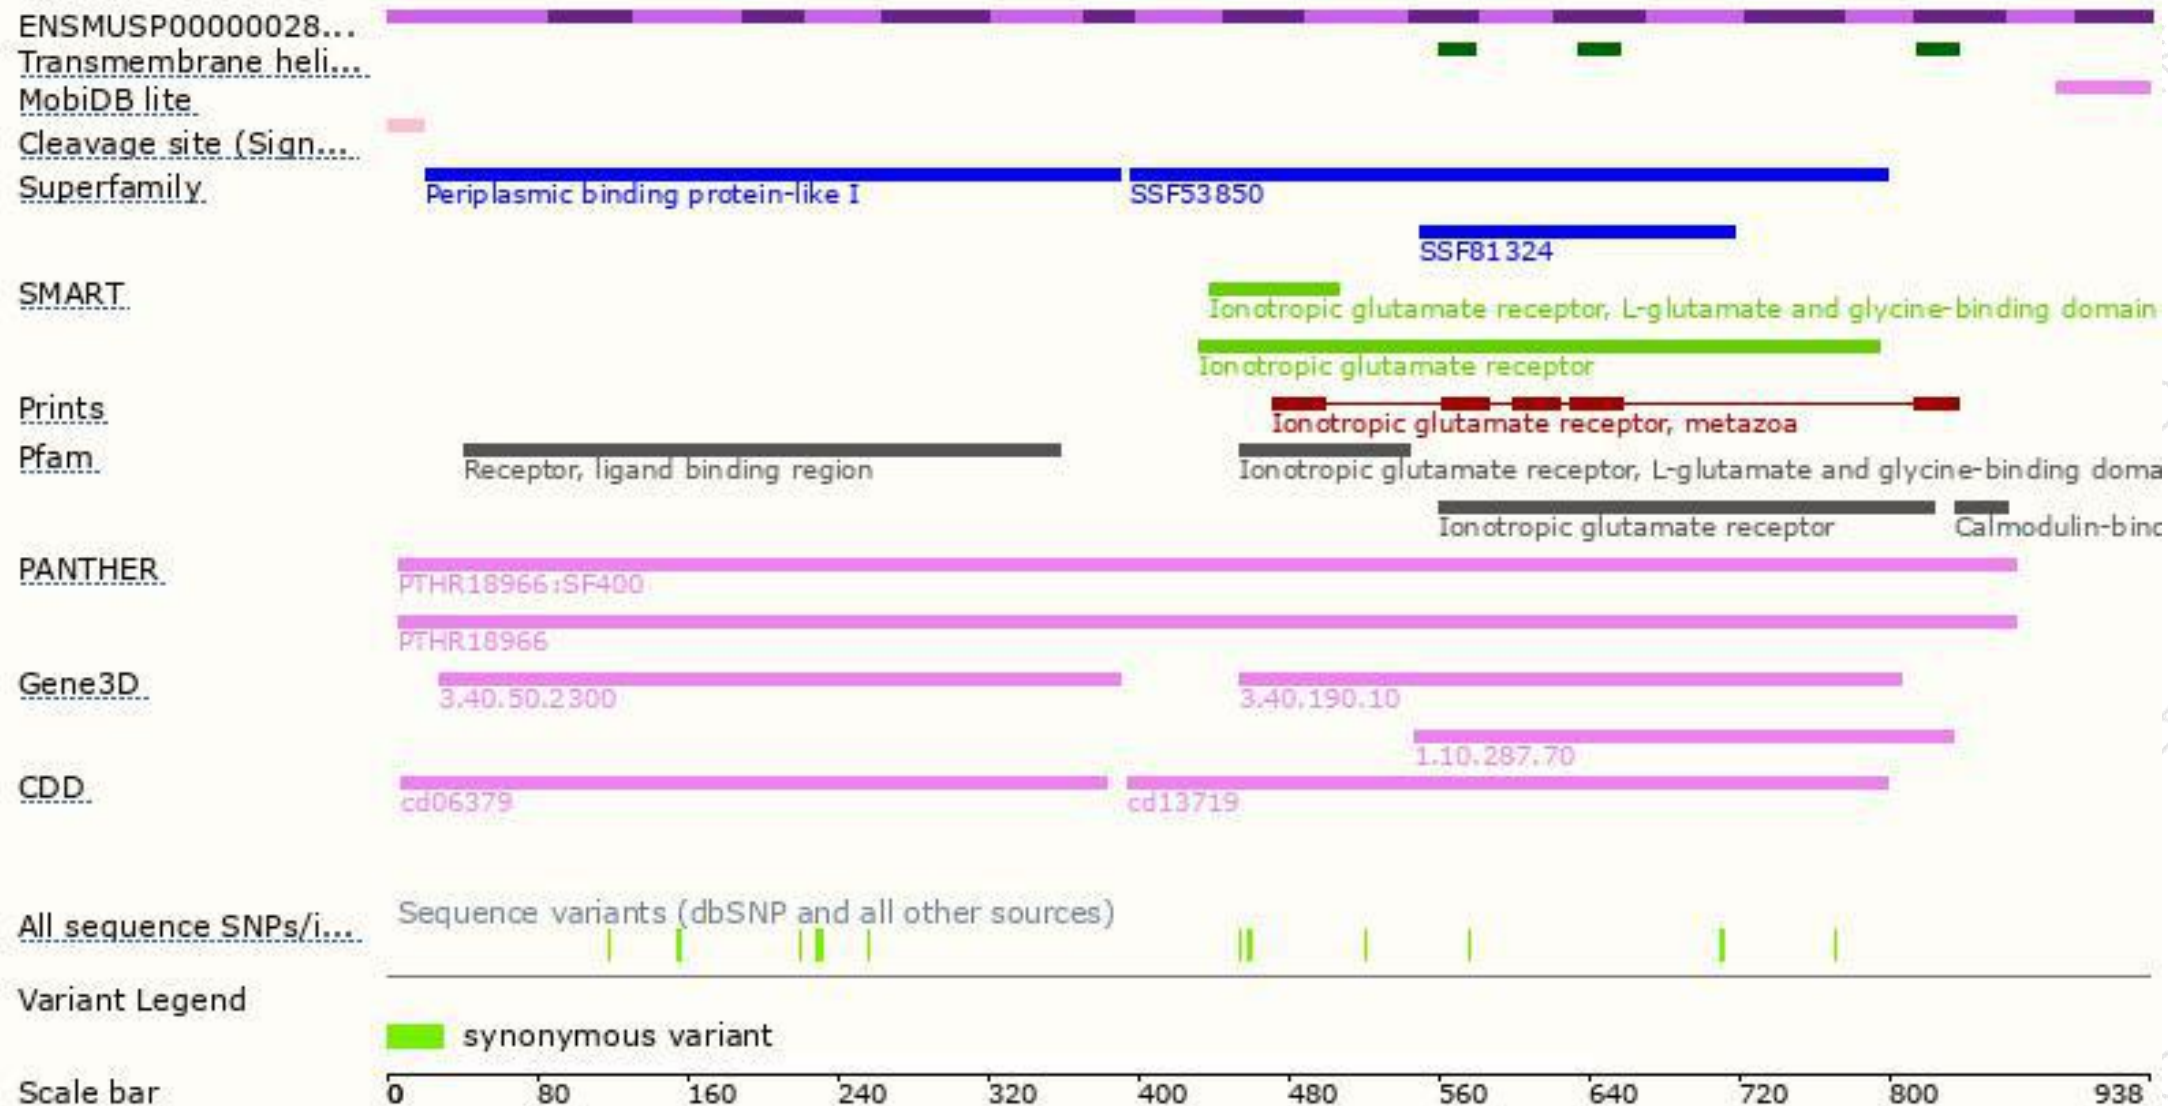 ENSMUSP00000028...
Transmembrane heli...
MobiDB lite
Cleavage site (Sign...
Superfamily
Periplasmic binding protein-like I SSF53850
SSF81324
SMART
Ionotropic glutamate receptor, L-glutamate and glycine-binding domain
Ionotropic glutamate receptor
Prints
Ionotropic glutamate receptor, metazoa
Pfam
Receptor, ligand binding region Ionotropic glutamate receptor, L-glutamate and glycine-binding doma
Ionotropic glutamate receptor Calmodulin-binc
PANTHER
PTHR18966:SF400
PTHR18966
Gene3D
3.40.50.2300 3.40.190.10
1.10.287.70
CDD
cd06379 cd13719
Sequence variants (dbSNP and all other sources)
All sequence SNPs/i...
Variant Legend
synonymous variant
Scale bar 0 80 160 240 320 400 480 560 640 720 800 938